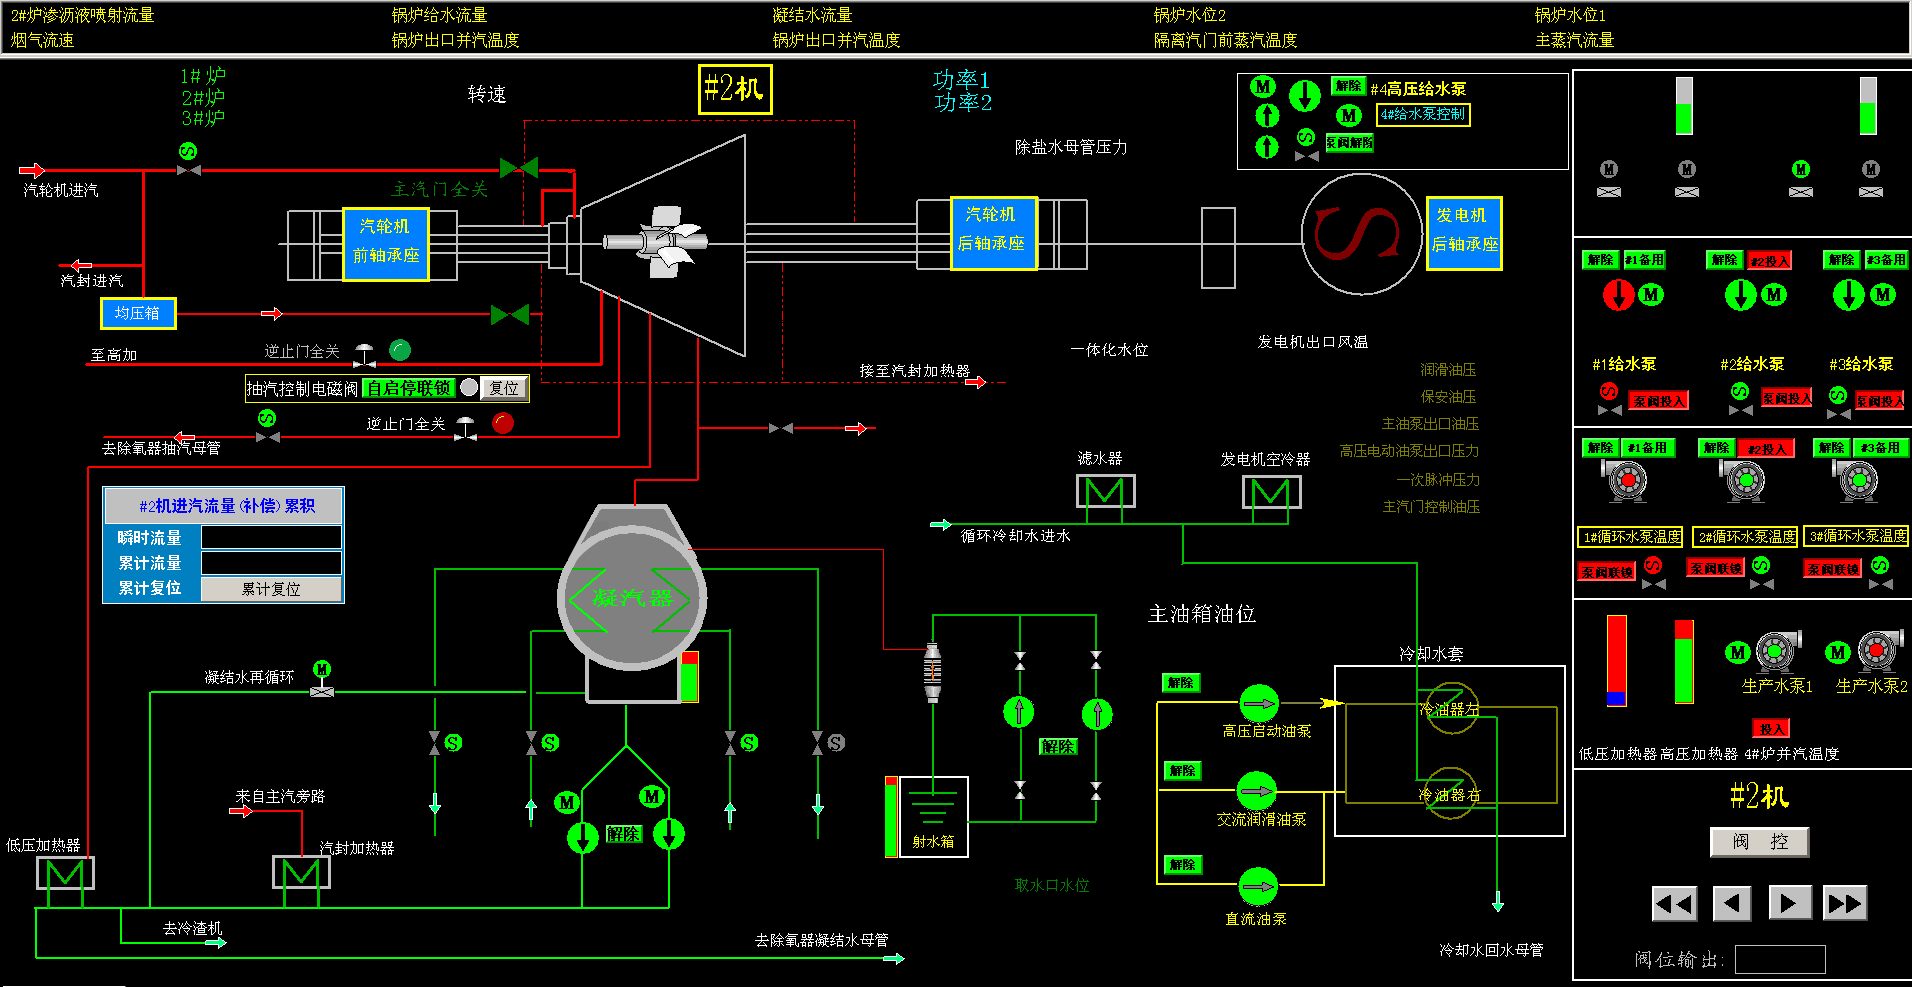 2#炉渗沥液喷射流量
锅炉给水流量
凝结水流量
锅炉水位2
锅炉水位1
烟气流速
锅炉出口并汽温度
锅炉出口并汽温度
隔离汽门前蒸汽温度
主蒸汽流量
1#炉
2#炉
3#炉
转速
#2机
功率1
功率2
除盐水母管压力
M
解除
#4高压给水泵
M
4#给水泵控制
S
泵阀解除
M
M
M
M
S
汽轮机进汽
主汽门全关
汽轮机
前轴承座
汽轮机
后轴承座
S
发电机
后轴承座
汽封进汽
均压箱
至高加
逆止门全关
抽汽控制电磁阀
自启停联锁
复位
S
逆止门全关
去除氧器抽汽母管
接至汽封加热器
一体化水位
发电机出口风温
润滑油压
保安油压
主油泵出口油压
高压电动油泵出口压力
一次脉冲压力
主汽门控制油压
解除
#1备用
解除
#2投入
解除
#3备用
M
M
M
#1给水泵
#2给水泵
#3给水泵
S
泵阀投入
S
泵阀投入
S
泵阀投入
解除
#1备用
解除
#2投入
解除
#3备用
1#循环水泵温度
2#循环水泵温度
3#循环水泵温度
泵阀联锁
S
泵阀联锁
S
泵阀联锁
S
#2机进汽流量(补偿)累积
瞬时流量
累计流量
累计复位
累计复位
滤水器
发电机空冷器
循环冷却水进水
凝汽器
主油箱油位
冷却水套
凝结水再循环
M
S
S
S
S
来自主汽旁路
低压加热器
汽封加热器
M
M
解除
解除
射水箱
取水口水位
解除
高压启动油泵
解除
交流润滑油泵
解除
直流油泵
冷油器左
冷油器右
M
M
生产水泵1
生产水泵2
投入
低压加热器
高压加热器
4#炉并汽温度
#2机
阀 控
阀位输出:
去冷渣机
去除氧器凝结水母管
冷却水回水母管